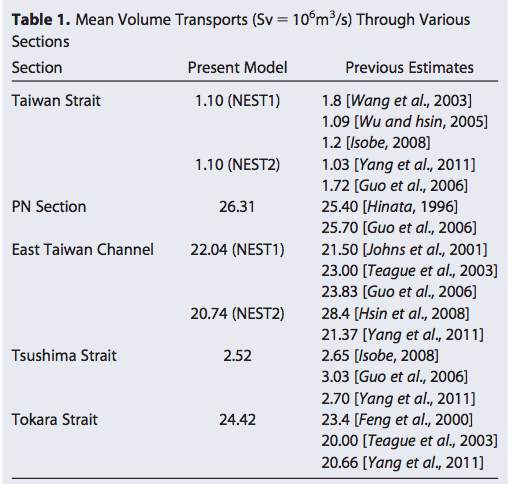 Table 1. Mean Volume Transports (Sv = 10⁶m³/s) Through Various
Sections
Section Present Model Previous Estimates
Taiwan Strait 1.10 (NEST1) 1.8 [Wang et al., 2003]
1.09 [Wu and hsin, 2005]
1.2 [Isobe, 2008]
1.10 (NEST2) 1.03 [Yang et al., 2011]
1.72 [Guo et al., 2006]
PN Section 26.31 25.40 [Hinata, 1996]
25.70 [Guo et al., 2006]
East Taiwan Channel 22.04 (NEST1) 21.50 [Johns et al., 2001]
23.00 [Teague et al., 2003]
23.83 [Guo et al., 2006]
20.74 (NEST2) 28.4 [Hsin et al., 2008]
21.37 [Yang et al., 2011]
Tsushima Strait 2.52 2.65 [Isobe, 2008]
3.03 [Guo et al., 2006]
2.70 [Yang et al., 2011]
Tokara Strait 24.42 23.4 [Feng et al., 2000]
20.00 [Teague et al., 2003]
20.66 [Yang et al., 2011]